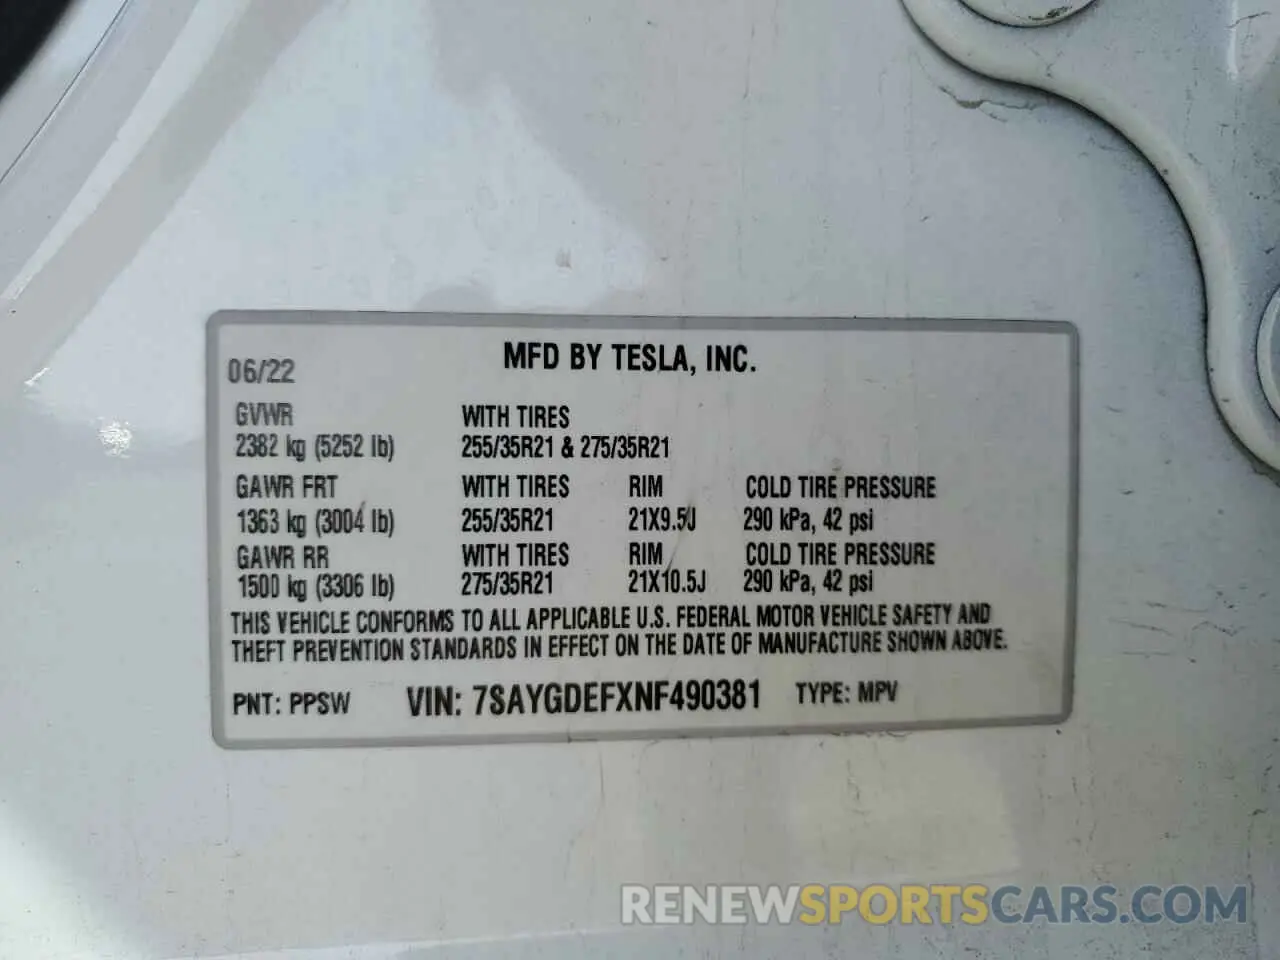 MFD BY TESLA, INC.
06/22
GVWR WITH TIRES
2382 kg (5252 lb) 255/35R21 & 275/35R21
GAWR FRT WITH TIRES RIM COLD TIRE PRESSURE
1363 kg (3004 lb) 255/35R21 21X9.5J 290 kPa, 42 psi
GAWR RR WITH TIRES RIM COLD TIRE PRESSURE
1500 kg (3306 lb) 275/35R21 21X10.5J 290 kPa, 42 psi
THIS VEHICLE CONFORMS TO ALL APPLICABLE U.S. FEDERAL MOTOR VEHICLE SAFETY AND
THEFT PREVENTION STANDARDS IN EFFECT ON THE DATE OF MANUFACTURE SHOWN ABOVE.
PNT: PPSW VIN: 7SAYGDEFXNF490381 TYPE: MPV
RENEWSPORTSCARS.COM